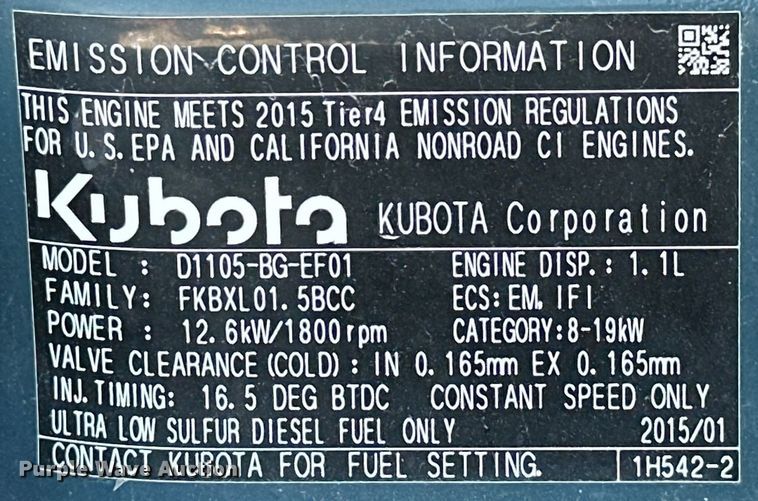 EMISSION CONTROL INFORMATION
THIS ENGINE MEETS 2015 Tier4 EMISSION REGULATIONS
FOR U.S.EPA AND CALIFORNIA NONROAD CI ENGINES.
Kubota KUBOTA Corporation
MODEL : D1105-BG-EF01 ENGINE DISP.: 1.1L
FAMILY: FKBXL01.5BCC ECS:EM,IFI
POWER : 12.6kW/1800rpm CATEGORY:8-19kW
VALVE CLEARANCE(COLD): IN 0.165mm EX 0.165mm
INJ.TIMING: 16.5 DEG BTDC CONSTANT SPEED ONLY
ULTRA LOW SULFUR DIESEL FUEL ONLY 2015/01
CONTACT KUBOTA FOR FUEL SETTING. 1H542-2
Purple Wave Auction